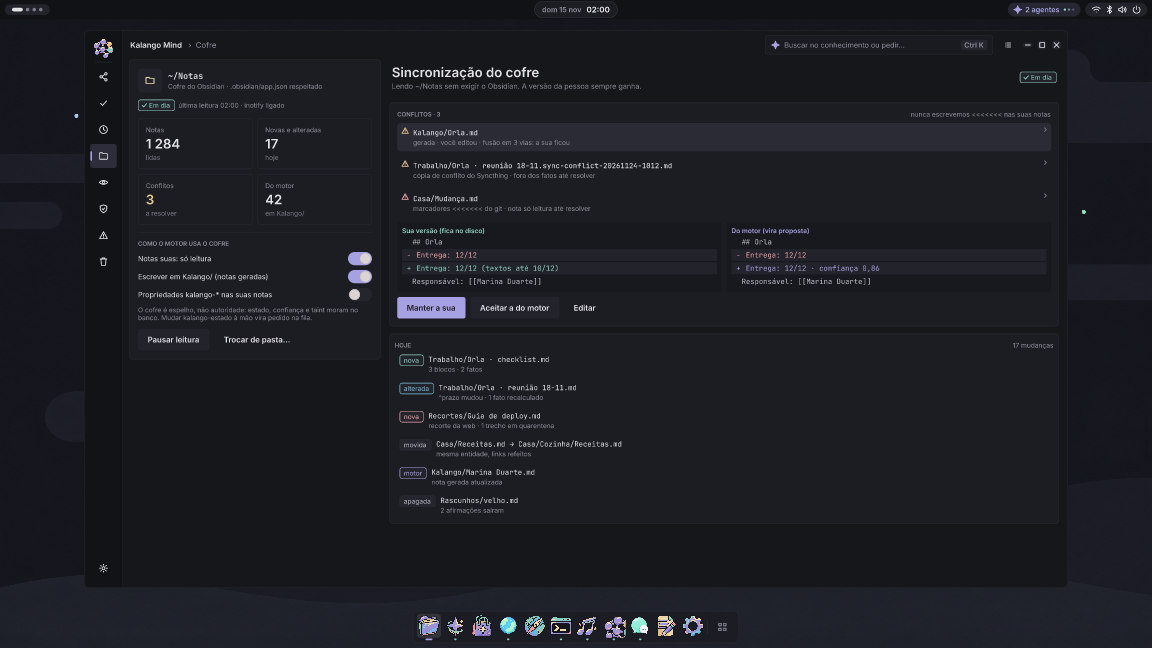 dom 15 nov 02:00
2 agentes
Kalango Mind › Cofre
Buscar no conhecimento ou pedir... Ctrl K
~/Notas
Cofre do Obsidian · .obsidian/app.json respeitado
Em dia última leitura 02:00 · inotify ligado
Notas
1 284
lidas
Novas e alteradas
17
hoje
Conflitos
3
a resolver
Do motor
42
em Kalango/
COMO O MOTOR USA O COFRE
Notas suas: só leitura
Escrever em Kalango/ (notas geradas)
Propriedades kalango-* nas suas notas
O cofre é espelho, não autoridade: estado, confiança e taint moram no
banco. Mudar kalango-estado à mão vira pedido na fila.
Pausar leitura Trocar de pasta...
Sincronização do cofre
Lendo ~/Notas sem exigir o Obsidian. A versão da pessoa sempre ganha.
Em dia
CONFLITOS · 3 nunca escrevemos <<<<<<< nas suas notas
Kalango/Orla.md
gerada · você editou · fusão em 3 vias: a sua ficou
Trabalho/Orla - reunião 18-11.sync-conflict-20261124-1012.md
cópia de conflito do Syncthing · fora dos fatos até resolver
Casa/Mudança.md
marcadores <<<<<<< do git · nota só leitura até resolver
Sua versão (fica no disco)
## Orla
- Entrega: 12/12
+ Entrega: 12/12 (textos até 10/12)
Responsável: [[Marina Duarte]]
Do motor (vira proposta)
## Orla
- Entrega: 12/12
+ Entrega: 12/12 · confiança 0,86
Responsável: [[Marina Duarte]]
Manter a sua Aceitar a do motor Editar
HOJE 17 mudanças
nova Trabalho/Orla - checklist.md
3 blocos · 2 fatos
alterada Trabalho/Orla - reunião 18-11.md
^prazo mudou · 1 fato recalculado
nova Recortes/Guia de deploy.md
recorte da web · 1 trecho em quarentena
movida Casa/Receitas.md → Casa/Cozinha/Receitas.md
mesma entidade, links refeitos
motor Kalango/Marina Duarte.md
nota gerada atualizada
apagada Rascunhos/velho.md
2 afirmações saíram